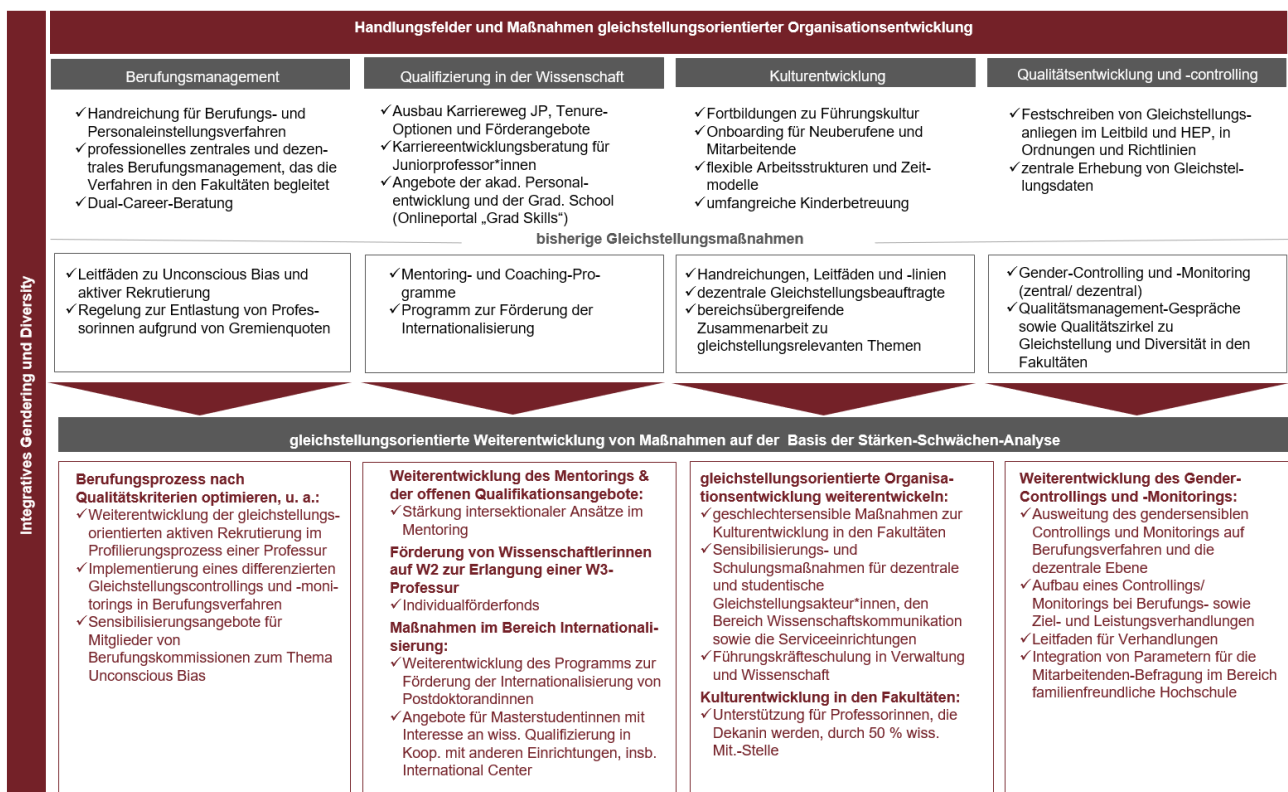 Integratives Gendering und Diversity
Handlungsfelder und Maßnahmen gleichstellungsorientierter Organisationsentwicklung
Berufungsmanagement
✓Handreichung für Berufungs- und
Personaleinstellungsverfahren
✓professionelles zentrales und dezen-
trales Berufungsmanagement, das die
Verfahren in den Fakultäten begleitet
✓Dual-Career-Beratung
Qualifizierung in der Wissenschaft
✓Ausbau Karriereweg JP, Tenure-
Optionen und Förderangebote
✓Karriereentwicklungsberatung für
Juniorprofessor*innen
✓Angebote der akad. Personal-
entwicklung und der Grad. School
(Onlineportal „Grad Skills“)
Kulturentwicklung
✓Fortbildungen zu Führungskultur
✓Onboarding für Neuberufene und
Mitarbeitende
✓flexible Arbeitsstrukturen und Zeit-
modelle
✓umfangreiche Kinderbetreuung
Qualitätsentwicklung und -controlling
✓Festschreiben von Gleichstellungs-
anliegen im Leitbild und HEP, in
Ordnungen und Richtlinien
✓zentrale Erhebung von Gleichstel-
lungsdaten
bisherige Gleichstellungsmaßnahmen
✓Leitfäden zu Unconscious Bias und
aktiver Rekrutierung
✓Regelung zur Entlastung von Profes-
sorinnen aufgrund von Gremienquoten
✓Mentoring- und Coaching-Pro-
gramme
✓Programm zur Förderung der
Internationalisierung
✓Handreichungen, Leitfäden und -linien
✓dezentrale Gleichstellungsbeauftragte
✓bereichsübergreifende
Zusammenarbeit zu
gleichstellungsrelevanten Themen
✓Gender-Controlling und -Monitoring
(zentral/ dezentral)
✓Qualitätsmanagement-Gespräche
sowie Qualitätszirkel zu
Gleichstellung und Diversität in den
Fakultäten
gleichstellungsorientierte Weiterentwicklung von Maßnahmen auf der Basis der Stärken-Schwächen-Analyse
Berufungsprozess nach
Qualitätskriterien optimieren, u. a.:
✓Weiterentwicklung der gleichstellungs-
orientierten aktiven Rekrutierung im
Profilierungsprozess einer Professur
✓Implementierung eines differenzierten
Gleichstellungscontrollings und -moni-
torings in Berufungsverfahren
✓Sensibilisierungsangebote für
Mitglieder von
Berufungskommissionen zum Thema
Unconscious Bias
Weiterentwicklung des Mentorings &
der offenen Qualifikationsangebote:
✓Stärkung intersektionaler Ansätze im
Mentoring
Förderung von Wissenschaftlerinnen
auf W2 zur Erlangung einer W3-
Professur
✓Individualförderfonds
Maßnahmen im Bereich Internationali-
sierung:
✓Weiterentwicklung des Programms zur
Förderung der Internationalisierung von
Postdoktorandinnen
✓Angebote für Masterstudentinnen mit
Interesse an wiss. Qualifizierung in
Koop. mit anderen Einrichtungen, insb.
International Center
gleichstellungsorientierte Organisa-
tionsentwicklung weiterentwickeln:
✓geschlechtersensible Maßnahmen zur
Kulturentwicklung in den Fakultäten
✓Sensibilisierungs- und
Schulungsmaßnahmen für dezentrale
und studentische
Gleichstellungsakteur*innen, den
Bereich Wissenschaftskommunikation
sowie die Serviceeinrichtungen
✓Führungskräfteschulung in Verwaltung
und Wissenschaft
Kulturentwicklung in den Fakultäten:
✓Unterstützung für Professorinnen, die
Dekanin werden, durch 50 % wiss.
Mit.-Stelle
Weiterentwicklung des Gender-
Controllings und -Monitorings:
✓Ausweitung des gendersensiblen
Controllings und Monitorings auf
Berufungsverfahren und die
dezentrale Ebene
✓Aufbau eines Controllings/
Monitorings bei Berufungs- sowie
Ziel- und Leistungsverhandlungen
✓Leitfaden für Verhandlungen
✓Integration von Parametern für die
Mitarbeitenden-Befragung im Bereich
familienfreundliche Hochschule